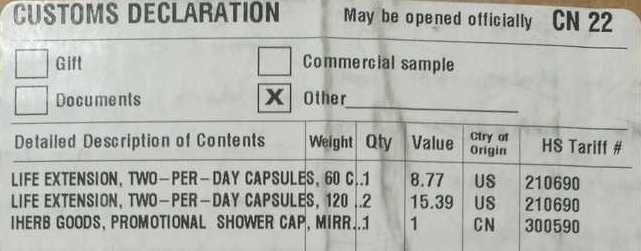 CUSTOMS DECLARATION May be opened officially CN 22
Gift Commercial sample
Documents X Other
Detailed Description of Contents Weight Qty Value Ctry of Origin HS Tariff #
LIFE EXTENSION, TWO-PER-DAY CAPSULES, 60 C..1 8.77 US 210690
LIFE EXTENSION, TWO-PER-DAY CAPSULES, 120 ..2 15.39 US 210690
IHERB GOODS, PROMOTIONAL SHOWER CAP, MIRR..1 1 CN 300590